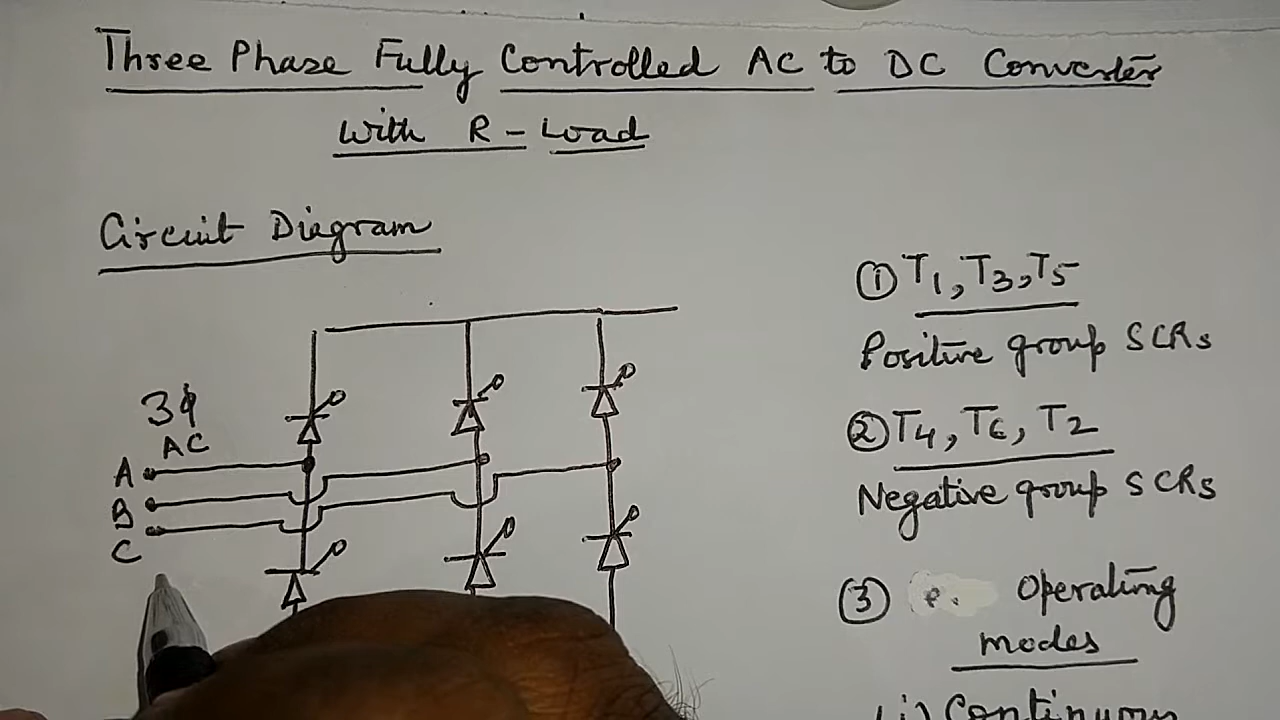 Three Phase Fully Controlled AC to DC Converter
with R-Load
Circuit Diagram
3ϕ
AC
A
B
C
① T1, T3, T5
Positive group SCRs
② T4, T6, T2
Negative group SCRs
③ Operating
modes
(i) Continuous